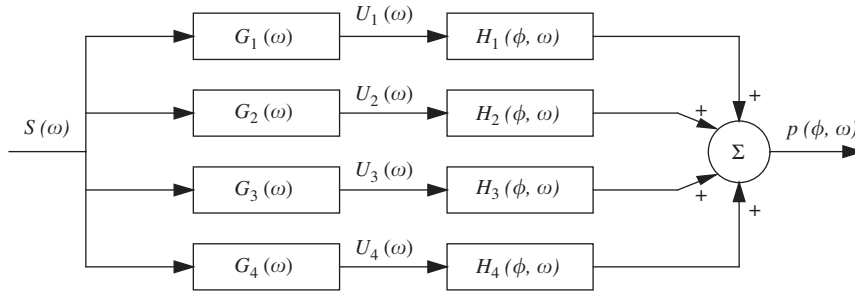 G₁(ω) U₁(ω) H₁(ϕ, ω)
+
G₂(ω) U₂(ω) H₂(ϕ, ω) +
S(ω) Σ p(ϕ, ω)
G₃(ω) U₃(ω) H₃(ϕ, ω) +
+
G₄(ω) U₄(ω) H₄(ϕ, ω)